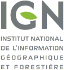 IGN
INSTITUT NATIONAL
DE L'INFORMATION
GÉOGRAPHIQUE
ET FORESTIÈRE